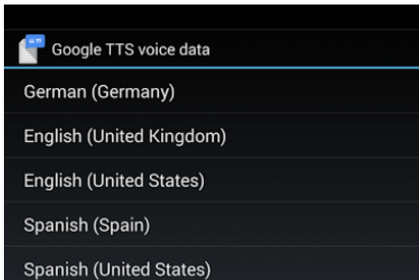 Google TTS voice data
German (Germany)
English (United Kingdom)
English (United States)
Spanish (Spain)
Spanish (United States)